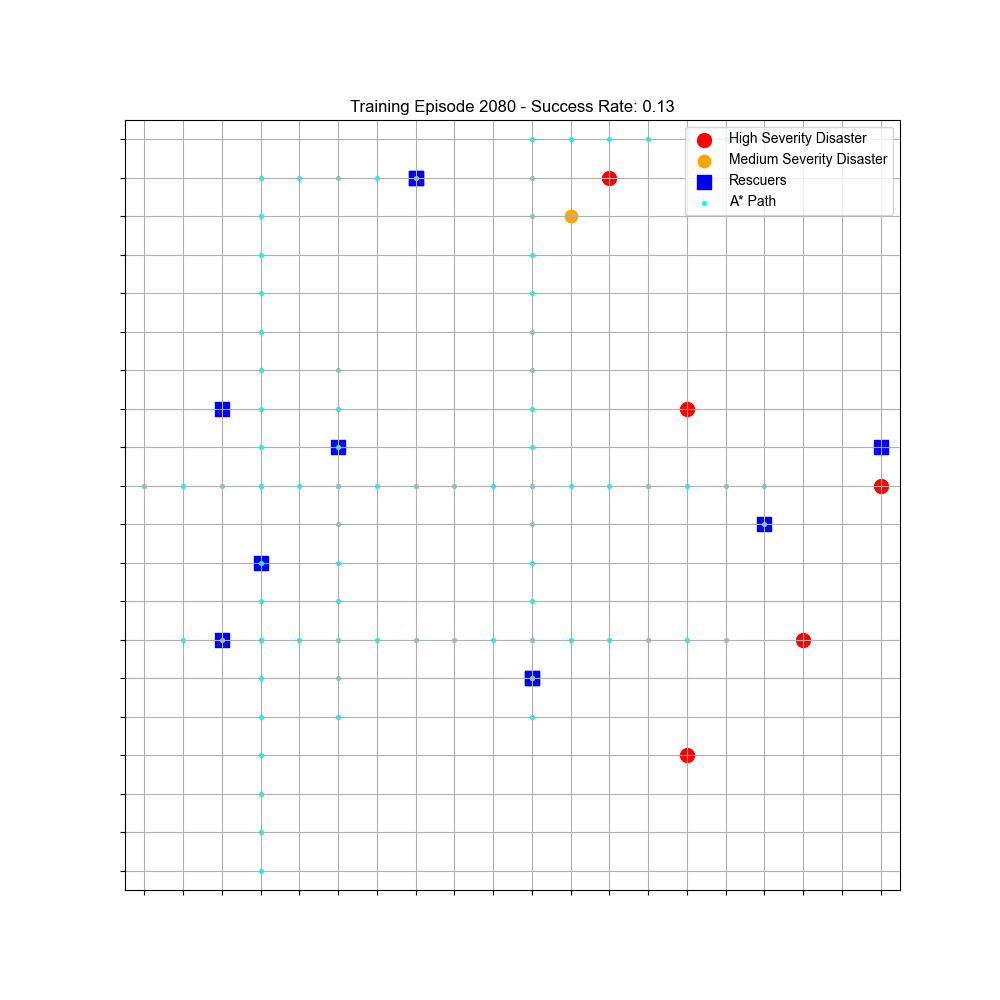 Training Episode 2080 - Success Rate: 0.13
High Severity Disaster
Medium Severity Disaster
Rescuers
A* Path